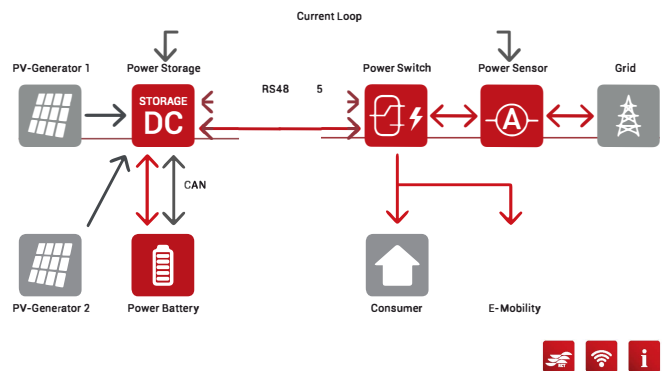 Current Loop
PV-Generator 1
Power Storage
Power Switch
Power Sensor
Grid
STORAGE
DC
RS48 5
A
CAN
PV-Generator 2
Power Battery
Consumer
E-Mobility
i